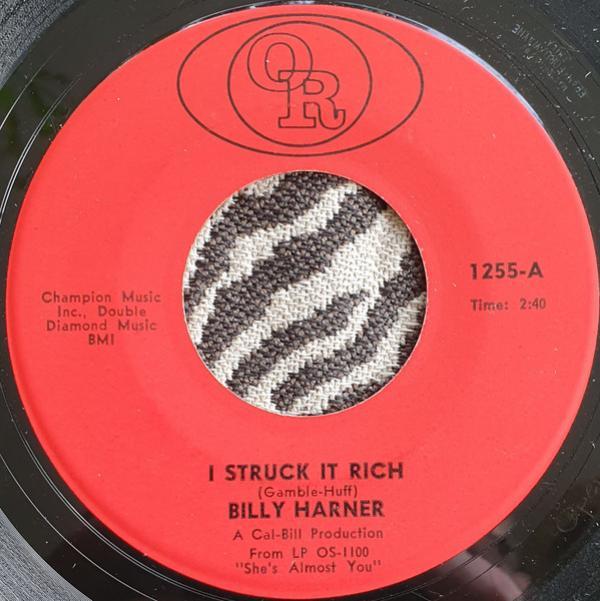 OR
1255-A
Time: 2:40
Champion Music
Inc., Double
Diamond Music
BMI
I STRUCK IT RICH
(Gamble-Huff)
BILLY HARNER
A Cal-Bill Production
From LP OS-1100
"She's Almost You"